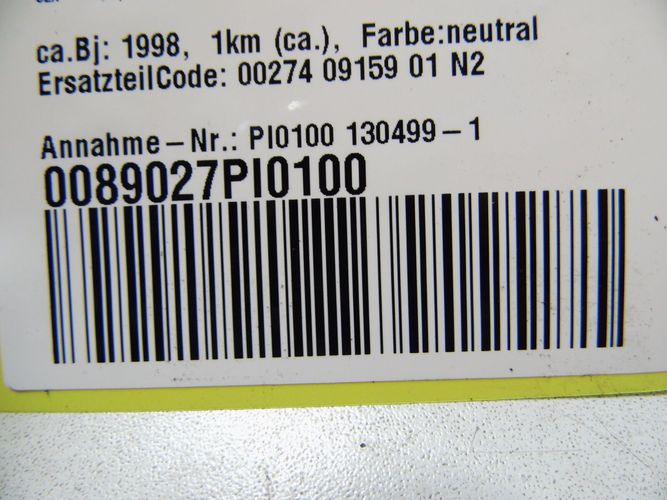 ca.Bj: 1998, 1km (ca.), Farbe:neutral
ErsatzteilCode: 00274 09159 01 N2
Annahme-Nr.: PI0100 130499-1
0089027PI0100